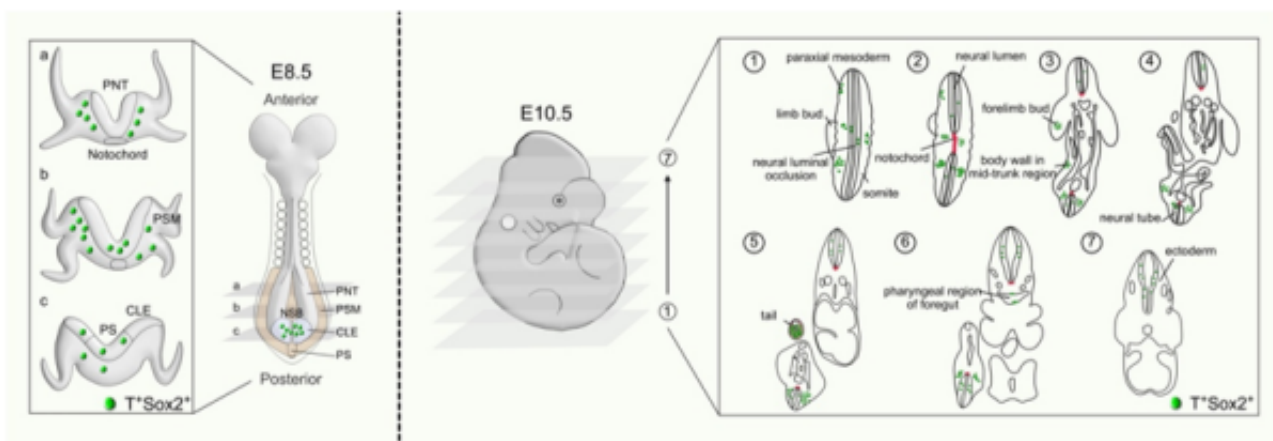 a
PNT
Notochord
b
PSM
c
CLE
PS
T⁺Sox2⁺
E8.5
Anterior
a
b
c
NSB
PNT
PSM
CLE
PS
Posterior
E10.5
⑦
①
①
paraxial mesoderm
limb bud
neural luminal
occlusion
somite
②
neural lumen
notochord
③
forelimb bud
body wall in
mid-trunk region
④
neural tube
⑤
tail
⑥
pharyngeal region
of foregut
⑦
ectoderm
T⁺Sox2⁺